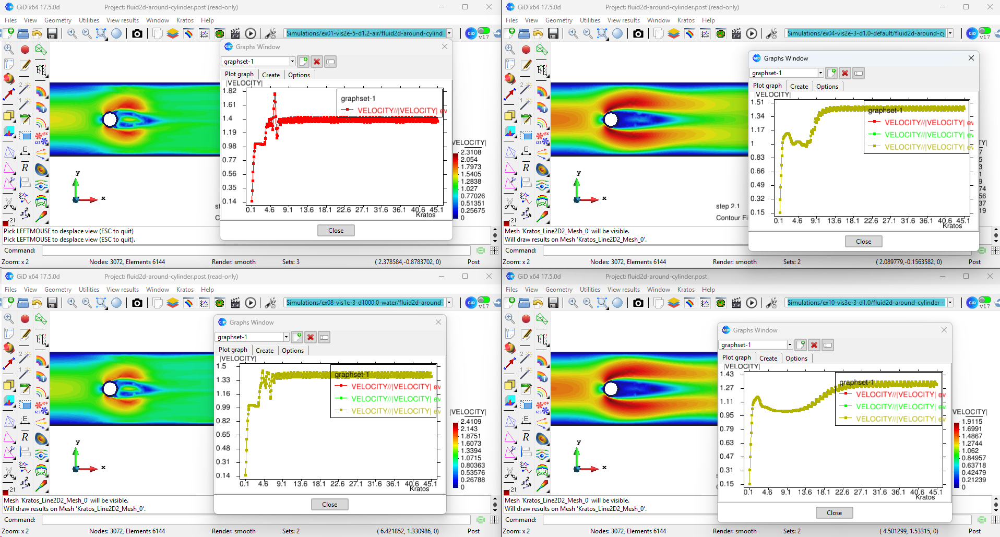 GiD x64 17.5.0d Project: fluid2d-around-cylinder.post (read-only)
Files View Geometry Utilities View results Window Kratos Help
Simulations/ex01-vis2e-5-d1.2-air/fluid2d-around-cylind
GiD v17
Graphs Window
graphset-1
Plot graph Create Options
|VELOCITY|
1.82
1.61
1.4
1.19
0.98
0.77
0.56
0.35
0.14
graphset-1
VELOCITY//|VELOCITY| ev
0.1 4.6 9.1 13.6 18.1 22.6 27.1 31.6 36.1 40.6 45.1
Kratos
Close
VELOCITY|
2.3108
2.054
1.7973
1.5405
1.2838
1.027
0.77026
0.51351
0.25675
0
y
x
Pick LEFTMOUSE to desplace view (ESC to quit)
Pick LEFTMOUSE to desplace view (ESC to quit).
Command:
Zoom: x 2 Nodes: 3072, Elements 6144 Render: smooth Sets: 3 ( 2.378584,-0.8783702, 0) Post
GiD x64 17.5.0d Project: fluid2d-around-cylinder.post (read-only)
Files View Geometry Utilities View results Window Kratos Help
Simulations/ex04-vis2e-3-d1.0-default/fluid2d-around-cy
GiD v17
Graphs Window
graphset-1
Plot graph Create Options
|VELOCITY|
1.51
1.34
1.17
1
0.83
0.66
0.49
0.32
0.15
graphset-1
VELOCITY//|VELOCITY| ev
VELOCITY//|VELOCITY| ev
VELOCITY//|VELOCITY| ev
0.1 4.6 9.1 13.6 18.1 22.6 27.1 31.6 36.1 40.6 45.1
Kratos
Close
y
x
step 2.1
Contour Fi
Mesh 'Kratos_Line2D2_Mesh_0' will be visible.
Will draw results on Mesh 'Kratos_Line2D2_Mesh_0'.
Command:
Zoom: x 2 Nodes: 3072, Elements 6144 Render: smooth Sets: 2 ( 2.089779,-0.1563582, 0) Post
GiD x64 17.5.0d Project: fluid2d-around-cylinder.post (read-only)
Files View Geometry Utilities View results Window Kratos Help
Simulations/ex08-vis1e-3-d1000.0-water/fluid2d-around-
GiD v17
Graphs Window
graphset-1
Plot graph Create Options
|VELOCITY|
1.5
1.33
1.16
0.99
0.82
0.65
0.48
0.31
0.14
graphset-1
VELOCITY//|VELOCITY| ev
VELOCITY//|VELOCITY| ev
VELOCITY//|VELOCITY| ev
0.1 4.6 9.1 13.6 18.1 22.6 27.1 31.6 36.1 40.6 45.1
Kratos
Close
|VELOCITY|
2.4109
2.143
1.8751
1.6073
1.3394
1.0715
0.80363
0.53576
0.26788
0
y
x
Mesh 'Kratos_Line2D2_Mesh_0' will be visible.
Will draw results on Mesh 'Kratos_Line2D2_Mesh_0'.
Command:
Zoom: x 2 Nodes: 3072, Elements 6144 Render: smooth Sets: 2 ( 6.421852, 1.330986, 0) Post
GiD x64 17.5.0d Project: fluid2d-around-cylinder.post
Files View Geometry Utilities View results Window Kratos Help
Simulations/ex10-vis3e-3-d1.0/fluid2d-around-cylinder -
GiD v17
Graphs Window
graphset-1
Plot graph Create Options
|VELOCITY|
1.43
1.27
1.11
0.95
0.79
0.63
0.47
0.31
0.15
graphset-1
VELOCITY//|VELOCITY| ev
VELOCITY//|VELOCITY| ev
VELOCITY//|VELOCITY| ev
0.1 4.6 9.1 13.6 18.1 22.6 27.1 31.6 36.1 40.6 45.1
Kratos
Close
VELOCITY|
1.9115
1.6991
1.4867
1.2744
1.062
0.84957
0.63718
0.42479
0.21239
0
y
x
Mesh 'Kratos_Line2D2_Mesh_0' will be visible.
Will draw results on Mesh 'Kratos_Line2D2_Mesh_0'.
Command:
Zoom: x 2 Nodes: 3072, Elements 6144 Render: smooth Sets: 2 ( 4.501299, 1.53315, 0) Post